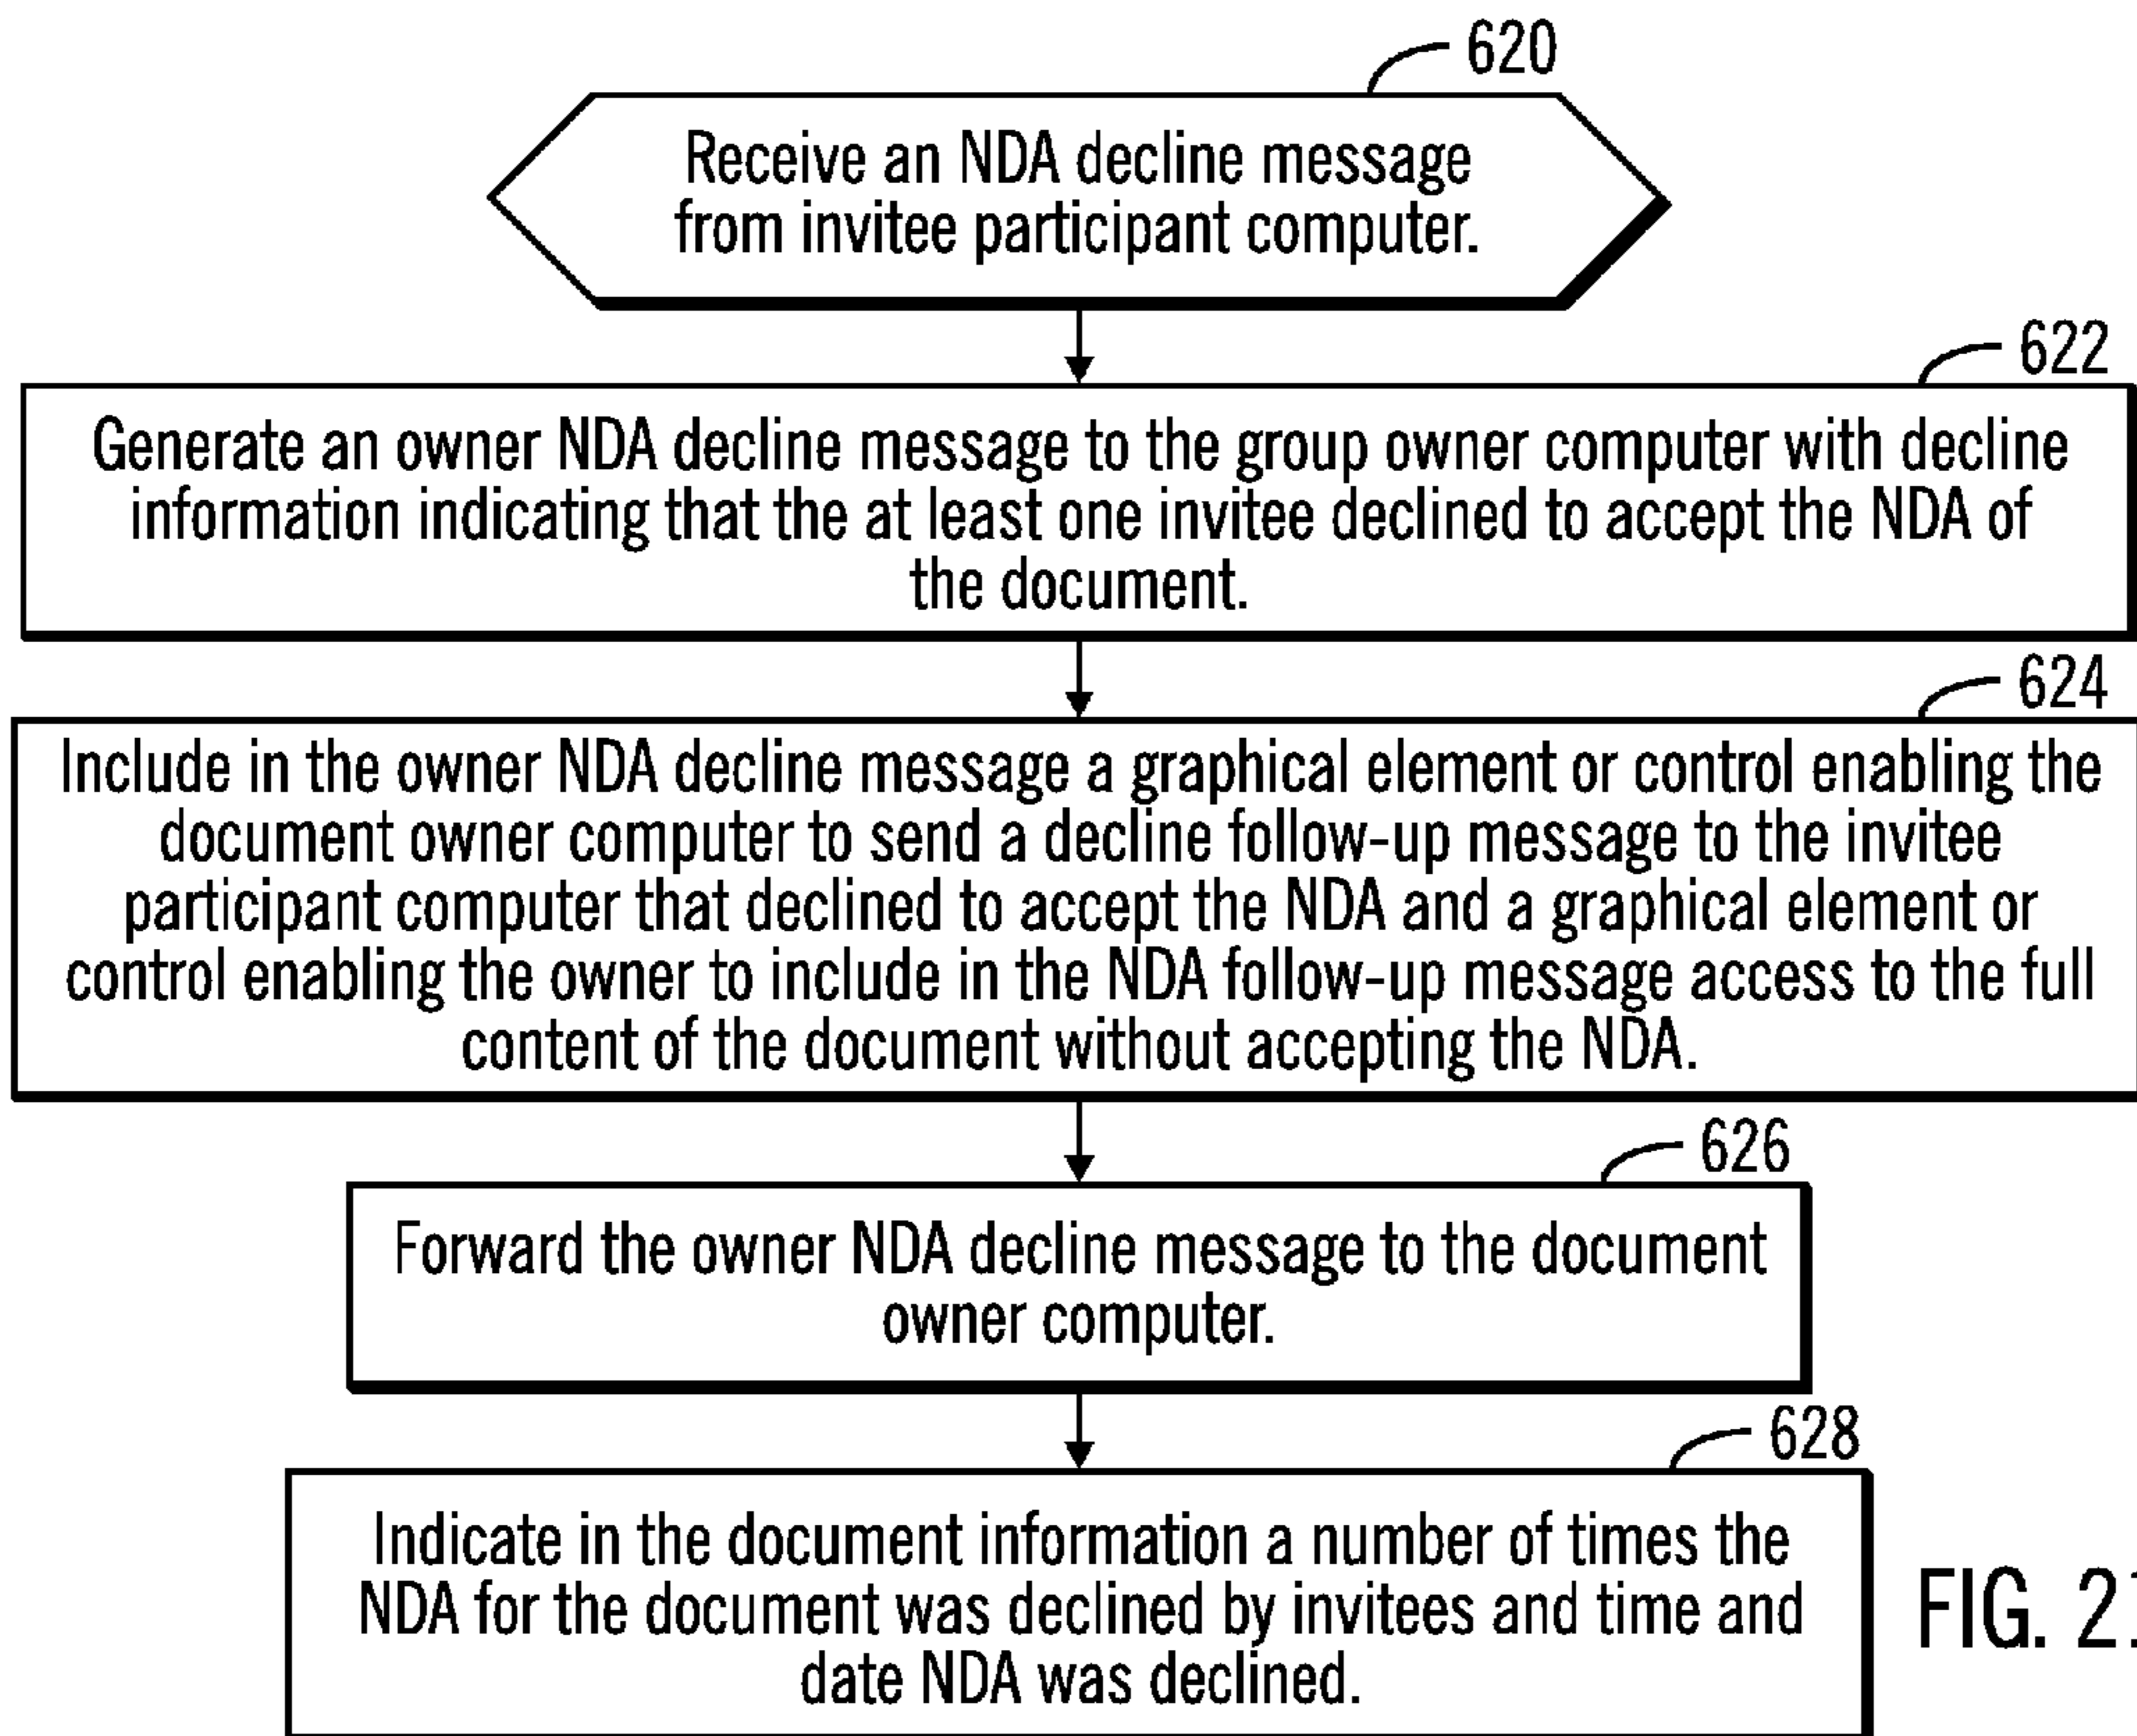 620
Receive an NDA decline message
from invitee participant computer.
622
Generate an owner NDA decline message to the group owner computer with decline
information indicating that the at least one invitee declined to accept the NDA of
the document.
624
Include in the owner NDA decline message a graphical element or control enabling the
document owner computer to send a decline follow-up message to the invitee
participant computer that declined to accept the NDA and a graphical element or
control enabling the owner to include in the NDA follow-up message access to the full
content of the document without accepting the NDA.
626
Forward the owner NDA decline message to the document
owner computer.
628
Indicate in the document information a number of times the
NDA for the document was declined by invitees and time and
date NDA was declined.
FIG. 21